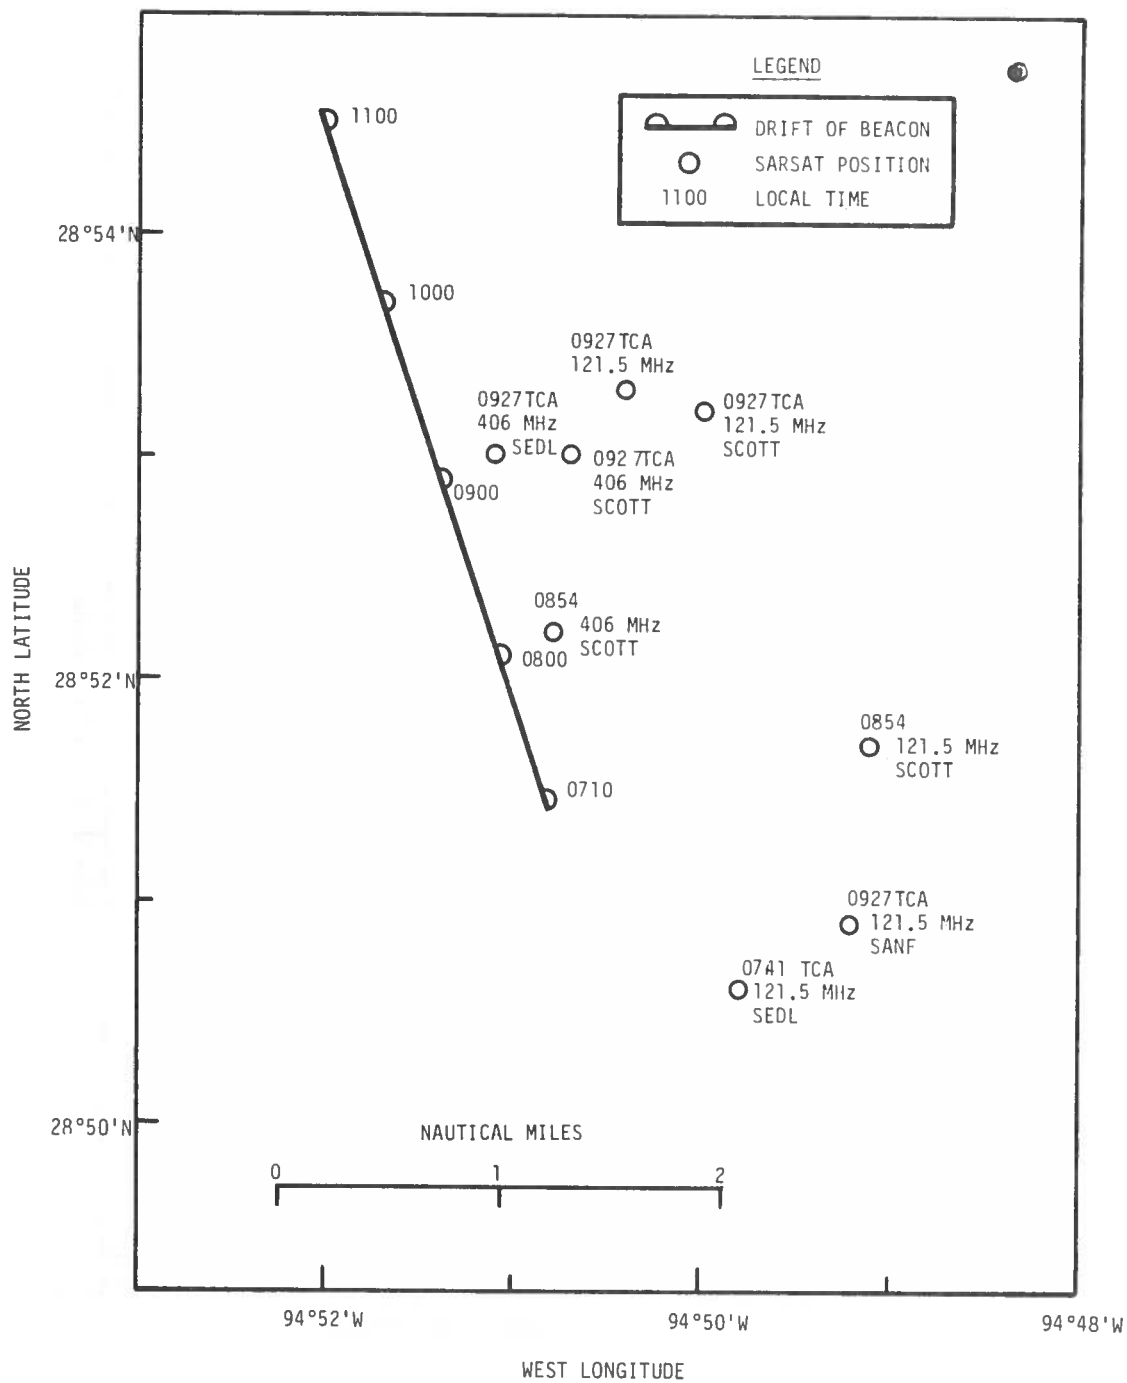 LEGEND
DRIFT OF BEACON
SARSAT POSITION
1100 LOCAL TIME
1100
28°54'N
1000
0927TCA
121.5 MHz
0927TCA
406 MHz
SEDL
0927TCA
121.5 MHz
SCOTT
0927TCA
406 MHz
SCOTT
0900
0854
406 MHz
SCOTT
0800
28°52'N
0854
121.5 MHz
SCOTT
0710
0927TCA
121.5 MHz
SANF
0741 TCA
121.5 MHz
SEDL
28°50'N
NAUTICAL MILES
0 1 2
94°52'W 94°50'W 94°48'W
WEST LONGITUDE
NORTH LATITUDE